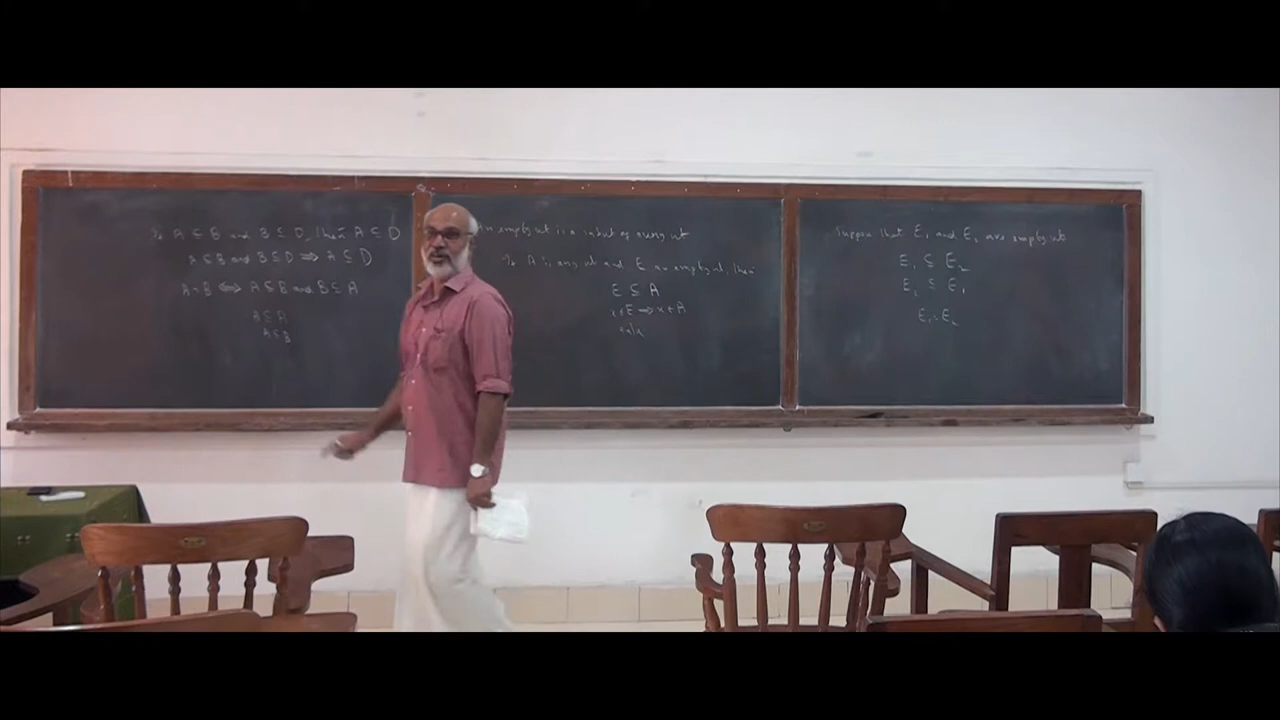 If A ⊆ B and B ⊆ D, then A ⊆ D
A ⊆ B and B ⊆ D ⟹ A ⊆ D
A = B ⟺ A ⊆ B and B ⊆ A
A ⊆
A ⊆ B
An empty set is a subset of every set
If A is any set and E an empty set, then
E ⊆ A
x ∈ E ⟹ x ∈ A
Suppose that E₁ and E₂ are empty sets
E₁ ⊆ E₂
E₂ ⊆ E₁
E₁ = E₂